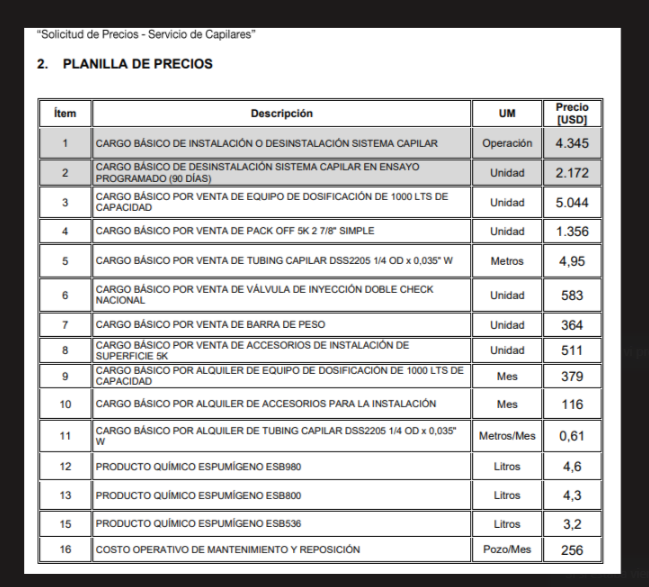 “Solicitud de Precios - Servicio de Capilares”
2. PLANILLA DE PRECIOS
Ítem Descripción UM Precio [USD]
1 CARGO BÁSICO DE INSTALACIÓN O DESINSTALACIÓN SISTEMA CAPILAR Operación 4.345
2 CARGO BÁSICO DE DESINSTALACIÓN SISTEMA CAPILAR EN ENSAYO
PROGRAMADO (90 DÍAS) Unidad 2.172
3 CARGO BÁSICO POR VENTA DE EQUIPO DE DOSIFICACIÓN DE 1000 LTS DE
CAPACIDAD Unidad 5.044
4 CARGO BÁSICO POR VENTA DE PACK OFF 5K 2 7/8" SIMPLE Unidad 1.356
5 CARGO BÁSICO POR VENTA DE TUBING CAPILAR DSS2205 1/4 OD x 0,035" W Metros 4,95
6 CARGO BÁSICO POR VENTA DE VÁLVULA DE INYECCIÓN DOBLE CHECK
NACIONAL Unidad 583
7 CARGO BÁSICO POR VENTA DE BARRA DE PESO Unidad 364
8 CARGO BÁSICO POR VENTA DE ACCESORIOS DE INSTALACIÓN DE
SUPERFICIE 5K Unidad 511
9 CARGO BÁSICO POR ALQUILER DE EQUIPO DE DOSIFICACIÓN DE 1000 LTS DE
CAPACIDAD Mes 379
10 CARGO BÁSICO POR ALQUILER DE ACCESORIOS PARA LA INSTALACIÓN Mes 116
11 CARGO BÁSICO POR ALQUILER DE TUBING CAPILAR DSS2205 1/4 OD x 0,035"
W Metros/Mes 0,61
12 PRODUCTO QUÍMICO ESPUMÍGENO ESB980 Litros 4,6
13 PRODUCTO QUÍMICO ESPUMÍGENO ESB800 Litros 4,3
15 PRODUCTO QUÍMICO ESPUMÍGENO ESB536 Litros 3,2
16 COSTO OPERATIVO DE MANTENIMIENTO Y REPOSICIÓN Pozo/Mes 256